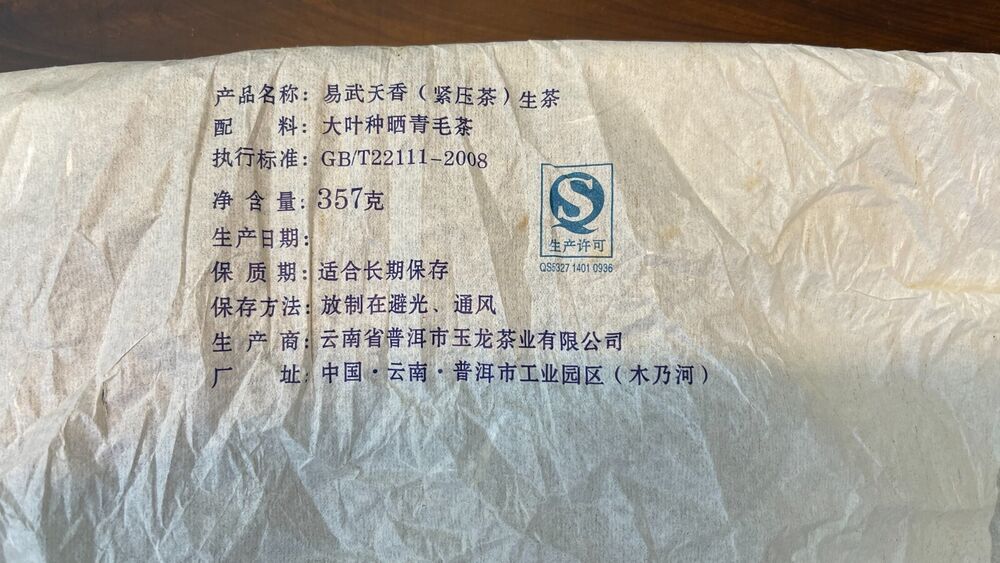 产品名称：易武天香（紧压茶）生茶
配 料：大叶种晒青毛茶
执行标准：GB/T22111-2008
净 含 量：357克
生产日期：
保 质 期：适合长期保存
保存方法：放制在避光、通风
生 产 商：云南省普洱市玉龙茶业有限公司
厂 址：中国·云南·普洱市工业园区（木乃河）
QS
生产许可
QS5327 1401 0936